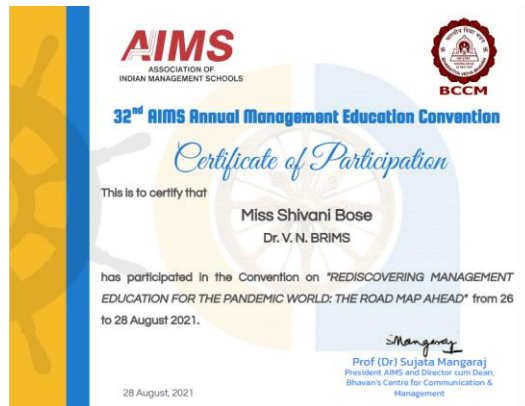 AIMS
ASSOCIATION OF
INDIAN MANAGEMENT SCHOOLS
BCCM
32nd AIMS Annual Management Education Convention
Certificate of Participation
This is to certify that
Miss Shivani Bose
Dr. V. N. BRIMS
has participated in the Convention on "REDISCOVERING MANAGEMENT
EDUCATION FOR THE PANDEMIC WORLD: THE ROAD MAP AHEAD" from 26
to 28 August 2021.
SMangaraj
Prof (Dr) Sujata Mangaraj
President AIMS and Director cum Dean,
Bhavan's Centre for Communication &
Management
28 August, 2021